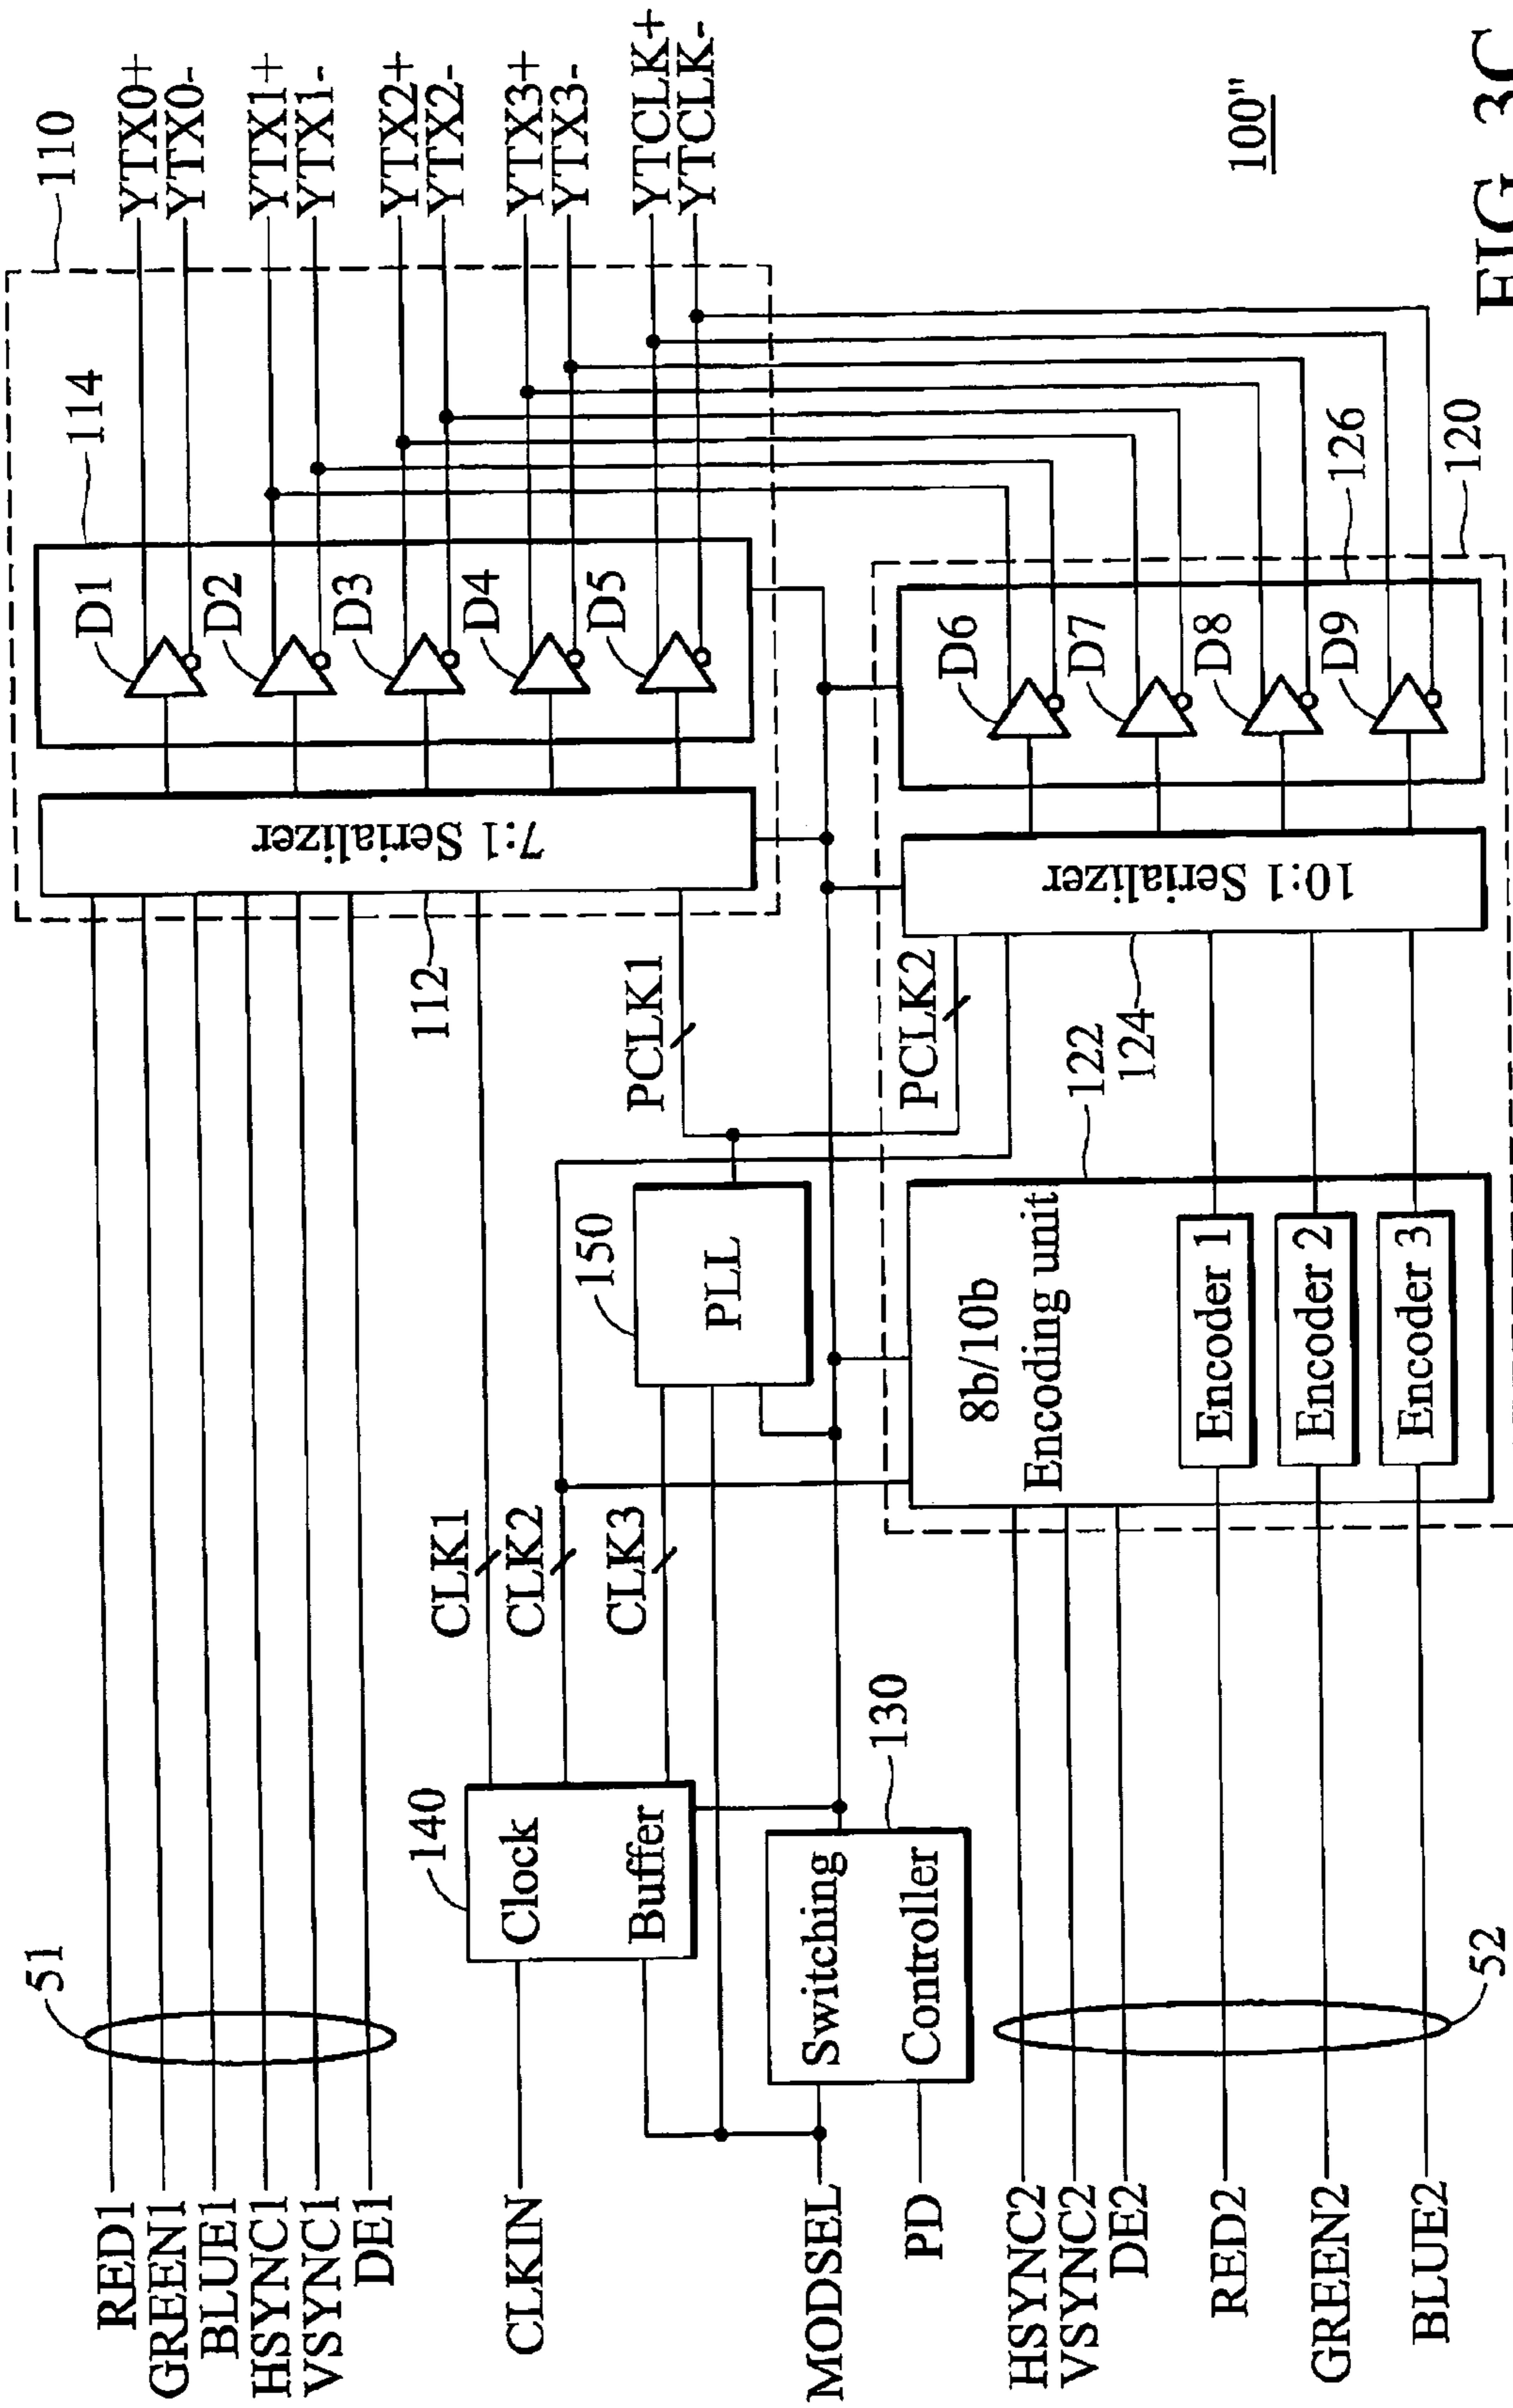 51
RED1
GREEN1
BLUE1
HSYNC1
VSYNC1
DE1
CLKIN
MODSEL
PD
HSYNC2
VSYNC2
DE2
RED2
GREEN2
BLUE2
52
140
Clock
Buffer
Switching
Controller
130
CLK1
CLK2
CLK3
150
PLL
8b/10b
Encoding unit
Encoder 1
Encoder 2
Encoder 3
122
PCLK1
PCLK2
112
124
7:1 Serializer
10:1 Serializer
114
D1
D2
D3
D4
D5
D6
D7
D8
D9
126
120
110
YTX0+
YTX0-
YTX1+
YTX1-
YTX2+
YTX2-
YTX3+
YTX3-
YTCLK+
YTCLK-
100"
FIG. 3C